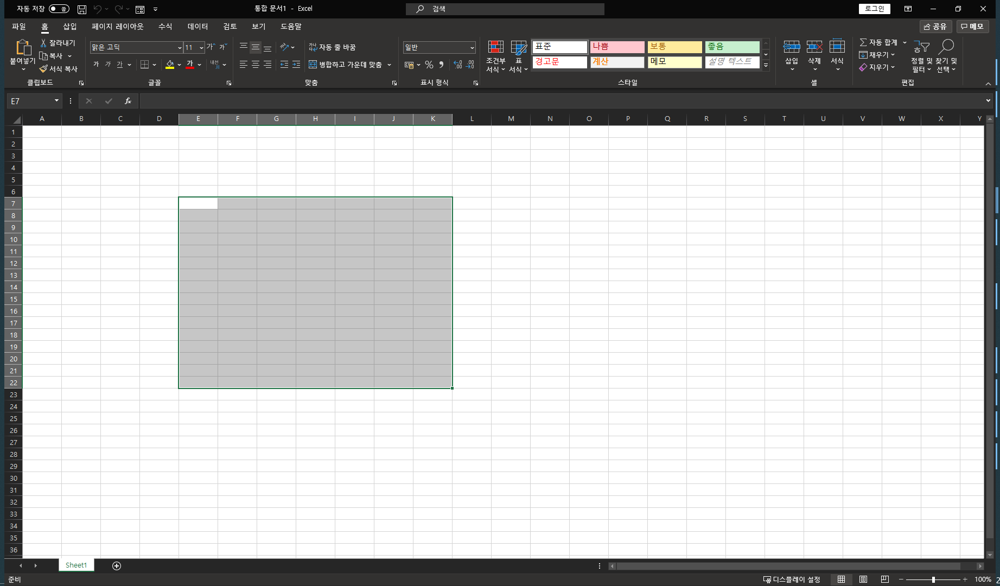 자동 저장 끔 통합 문서1 - Excel 검색 로그인
파일 홈 삽입 페이지 레이아웃 수식 데이터 검토 보기 도움말 공유 메모
붙여넣기 잘라내기 복사 서식 복사
클립보드
맑은 고딕 11 가 가
가 가 가 가 내천
글꼴
자동 줄 바꿈
병합하고 가운데 맞춤
맞춤
일반
% 9 .00
표시 형식
조건부 서식 표 서식
표준 나쁨 보통 좋음
경고문 계산 메모 설명 텍스트
스타일
삽입 삭제 서식
셀
자동 합계
채우기
지우기
정렬 및 필터 찾기 및 선택
편집
E7 fx
A B C D E F G H I J K L M N O P Q R S T U V W X Y
1
2
3
4
5
6
7
8
9
10
11
12
13
14
15
16
17
18
19
20
21
22
23
24
25
26
27
28
29
30
31
32
33
34
35
36
Sheet1
준비 디스플레이 설정 100%